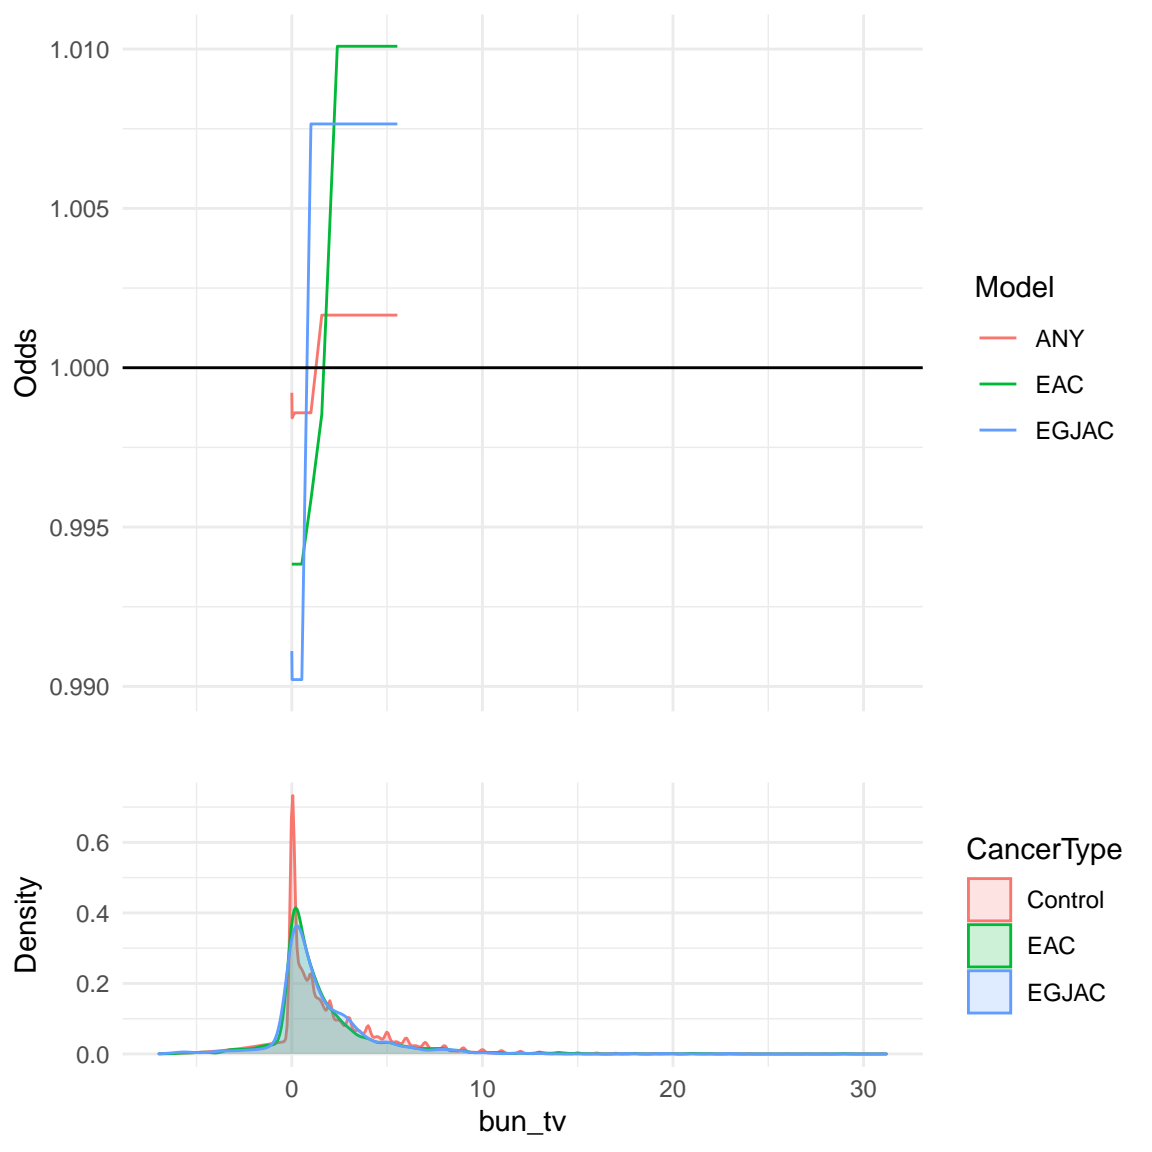 1.010
1.005
1.000
0.995
0.990
Odds
Model
ANY
EAC
EGJAC
0.6
0.4
0.2
0.0
Density
0
10
20
30
bun_tv
CancerType
Control
EAC
EGJAC